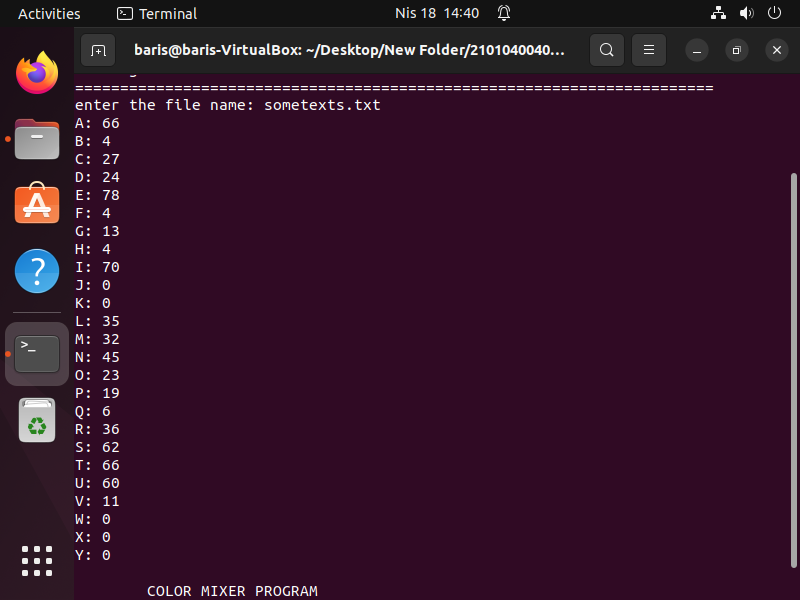 Activities
Terminal
Nis 18 14:40
baris@baris-VirtualBox: ~/Desktop/New Folder/2101040040...
======================================================================
enter the file name: sometexts.txt
A: 66
B: 4
C: 27
D: 24
E: 78
F: 4
G: 13
H: 4
I: 70
J: 0
K: 0
L: 35
M: 32
N: 45
O: 23
P: 19
Q: 6
R: 36
S: 62
T: 66
U: 60
V: 11
W: 0
X: 0
Y: 0
COLOR MIXER PROGRAM